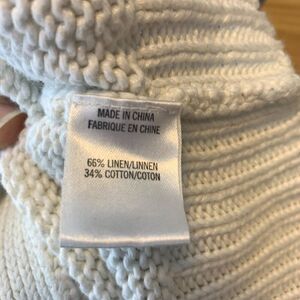 MADE IN CHINA
FABRIQUE EN CHINE
66% LINEN/LINNEN
34% COTTON/COTON